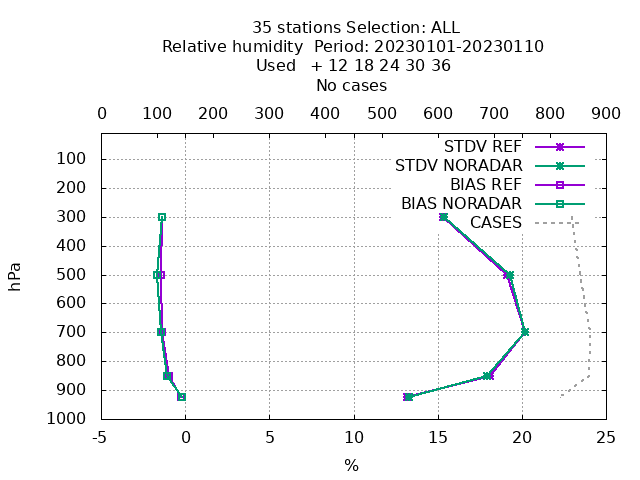 35 stations Selection: ALL
Relative humidity  Period: 20230101-20230110
Used   + 12 18 24 30 36
No cases
0 100 200 300 400 500 600 700 800 900
STDV REF
100
STDV NORADAR
200
BIAS REF
BIAS NORADAR
300
CASES
400
hPa
500
600
700
800
900
1000
-5 0 5 10 15 20 25
%